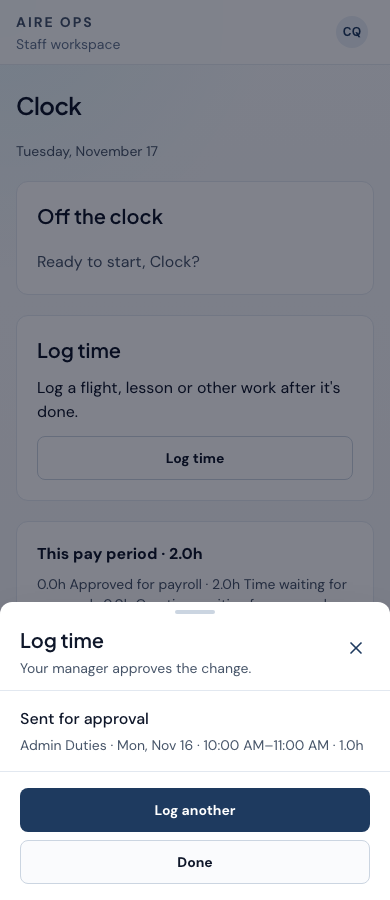 AIRE OPS
Staff workspace
CQ
Clock
Tuesday, November 17
Off the clock
Ready to start, Clock?
Log time
Log a flight, lesson or other work after it's
done.
Log time
This pay period · 2.0h
0.0h Approved for payroll · 2.0h Time waiting for
Log time
Your manager approves the change.
Sent for approval
Admin Duties · Mon, Nov 16 · 10:00 AM–11:00 AM · 1.0h
Log another
Done